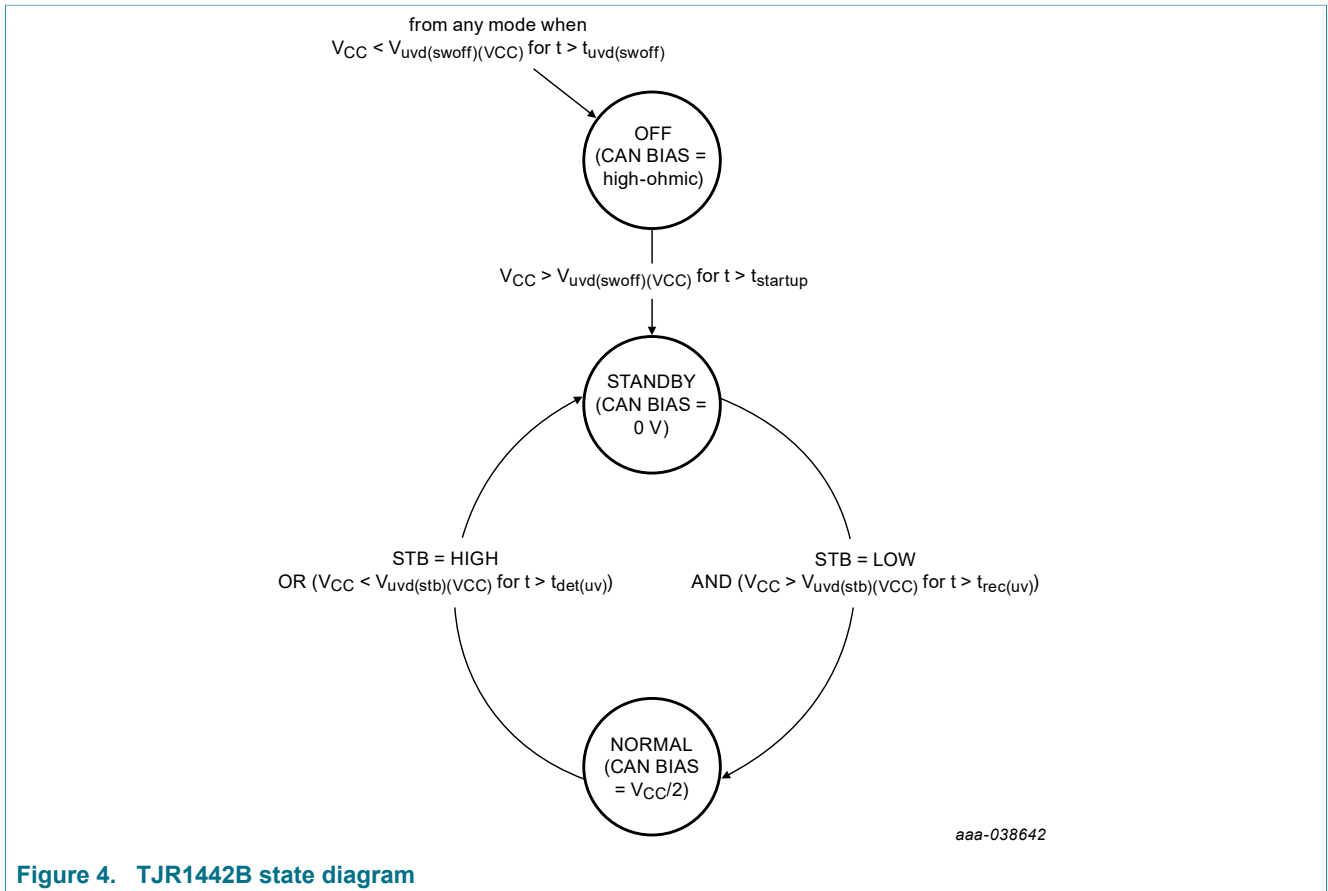 from any mode when
VCC < Vuvd(swoff)(VCC) for t > tuvd(swoff)
OFF
(CAN BIAS =
high-ohmic)
VCC > Vuvd(swoff)(VCC) for t > tstartup
STANDBY
(CAN BIAS =
0 V)
STB = HIGH
OR (VCC < Vuvd(stb)(VCC) for t > tdet(uv))
STB = LOW
AND (VCC > Vuvd(stb)(VCC) for t > trec(uv))
NORMAL
(CAN BIAS
= VCC/2)
aaa-038642
Figure 4. TJR1442B state diagram